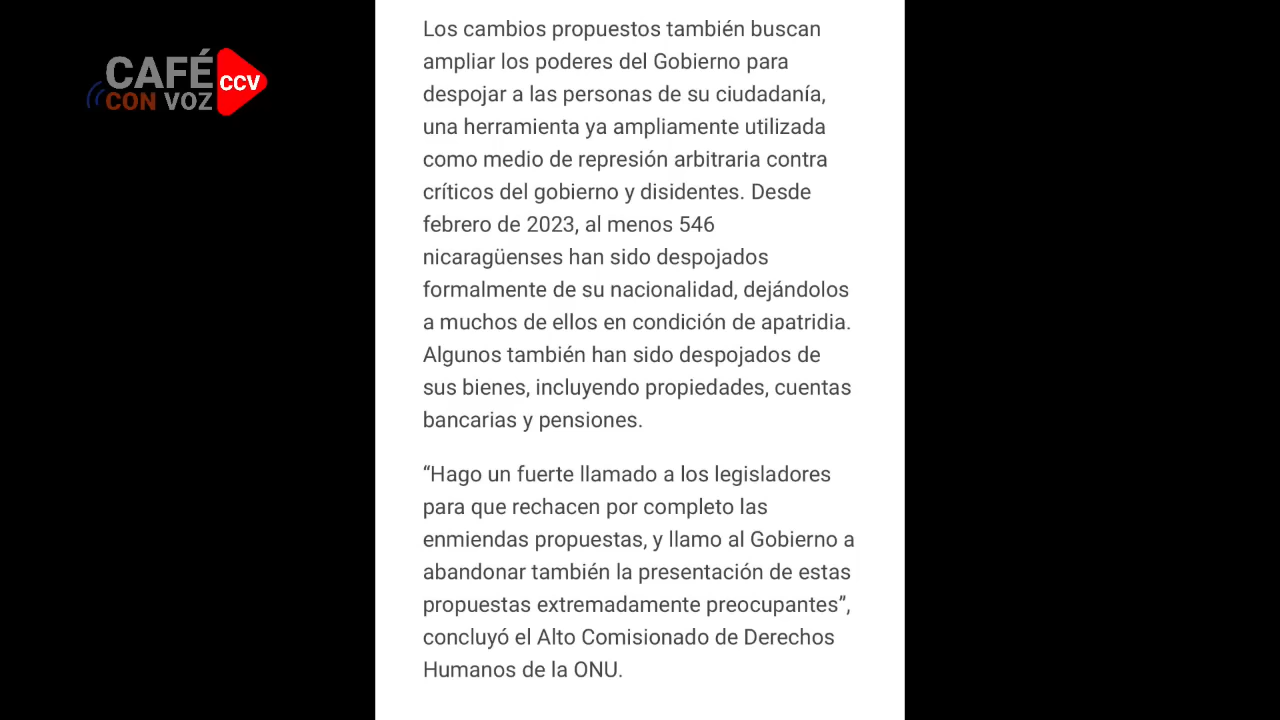 CAFÉ
CON VOZ
CCV
Los cambios propuestos también buscan
ampliar los poderes del Gobierno para
despojar a las personas de su ciudadanía,
una herramienta ya ampliamente utilizada
como medio de represión arbitraria contra
críticos del gobierno y disidentes. Desde
febrero de 2023, al menos 546
nicaragüenses han sido despojados
formalmente de su nacionalidad, dejándolos
a muchos de ellos en condición de apatridia.
Algunos también han sido despojados de
sus bienes, incluyendo propiedades, cuentas
bancarias y pensiones.
“Hago un fuerte llamado a los legisladores
para que rechacen por completo las
enmiendas propuestas, y llamo al Gobierno a
abandonar también la presentación de estas
propuestas extremadamente preocupantes”,
concluyó el Alto Comisionado de Derechos
Humanos de la ONU.